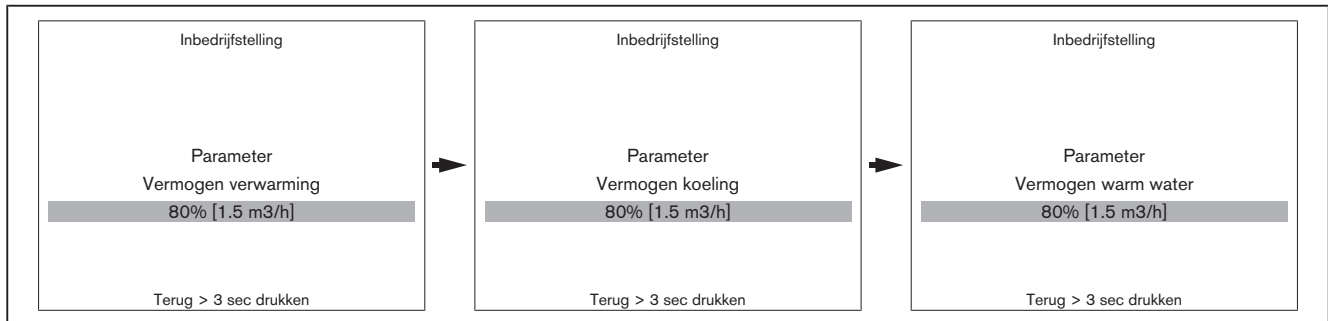 Inbedrijfstelling
Parameter
Vermogen verwarming
80% [1.5 m3/h]
Terug > 3 sec drukken
Inbedrijfstelling
Parameter
Vermogen koeling
80% [1.5 m3/h]
Terug > 3 sec drukken
Inbedrijfstelling
Parameter
Vermogen warm water
80% [1.5 m3/h]
Terug > 3 sec drukken